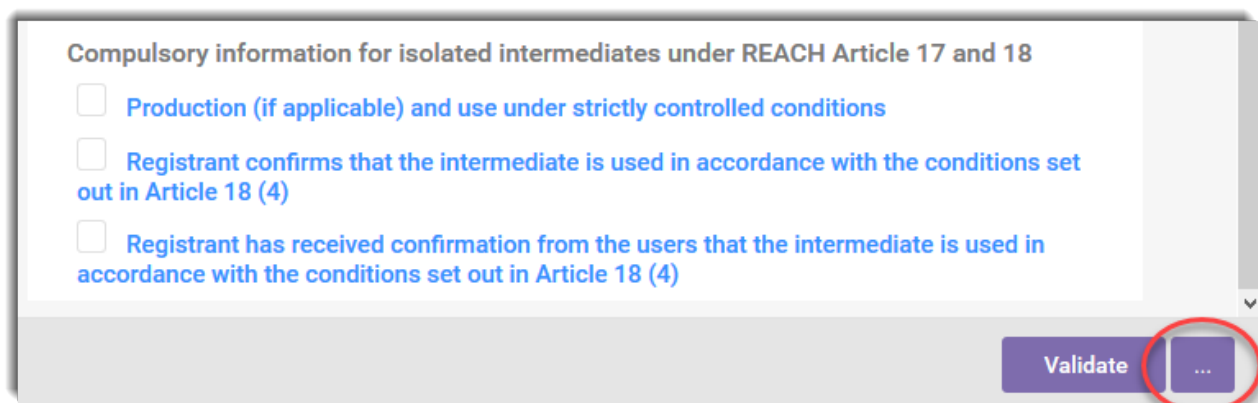 Compulsory information for isolated intermediates under REACH Article 17 and 18
Production (if applicable) and use under strictly controlled conditions
Registrant confirms that the intermediate is used in accordance with the conditions set
out in Article 18 (4)
Registrant has received confirmation from the users that the intermediate is used in
accordance with the conditions set out in Article 18 (4)
Validate
...